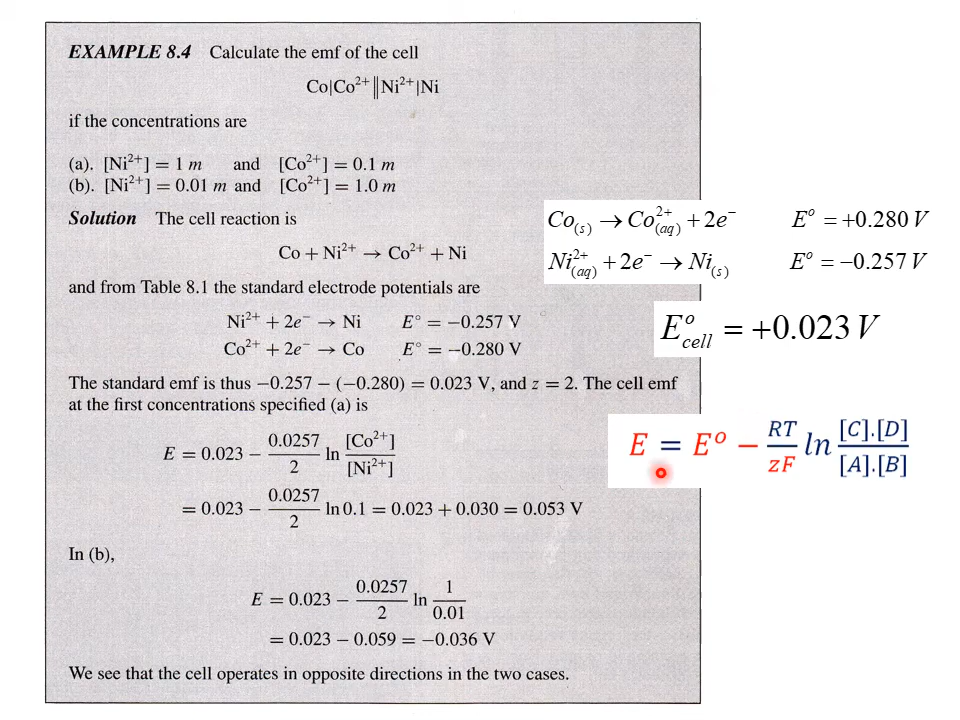 EXAMPLE 8.4 Calculate the emf of the cell
Co|Co²⁺‖Ni²⁺|Ni
if the concentrations are
(a). [Ni²⁺] = 1 m and [Co²⁺] = 0.1 m
(b). [Ni²⁺] = 0.01 m and [Co²⁺] = 1.0 m
Solution The cell reaction is
Co + Ni²⁺ → Co²⁺ + Ni
and from Table 8.1 the standard electrode potentials are
Ni²⁺ + 2e⁻ → Ni E° = −0.257 V
Co²⁺ + 2e⁻ → Co E° = −0.280 V
The standard emf is thus −0.257 − (−0.280) = 0.023 V, and z = 2. The cell emf
at the first concentrations specified (a) is
E = 0.023 − 0.0257/2 ln [Co²⁺]/[Ni²⁺]
= 0.023 − 0.0257/2 ln 0.1 = 0.023 + 0.030 = 0.053 V
In (b),
E = 0.023 − 0.0257/2 ln 1/0.01
= 0.023 − 0.059 = −0.036 V
We see that the cell operates in opposite directions in the two cases.
Co(s) → Co²⁺(aq) + 2e⁻ E° = +0.280 V
Ni²⁺(aq) + 2e⁻ → Ni(s) E° = −0.257 V
E°cell = +0.023 V
E = E° − RT/zF ln [C].[D]/[A].[B]